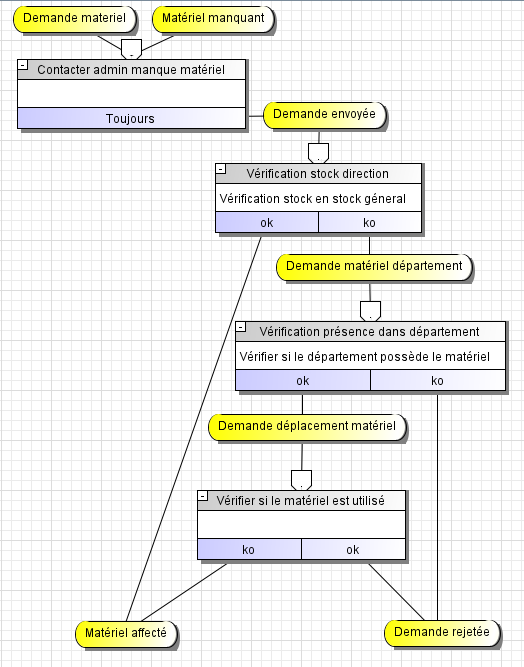 Demande materiel
Matériel manquant
Contacter admin manque matériel
Toujours
Demande envoyée
Vérification stock direction
Vérification stock en stock géneral
ok
ko
Demande matériel département
Vérification présence dans département
Vérifier si le département possède le matériel
ok
ko
Demande déplacement matériel
Vérifier si le matériel est utilisé
ko
ok
Matériel affecté
Demande rejetée